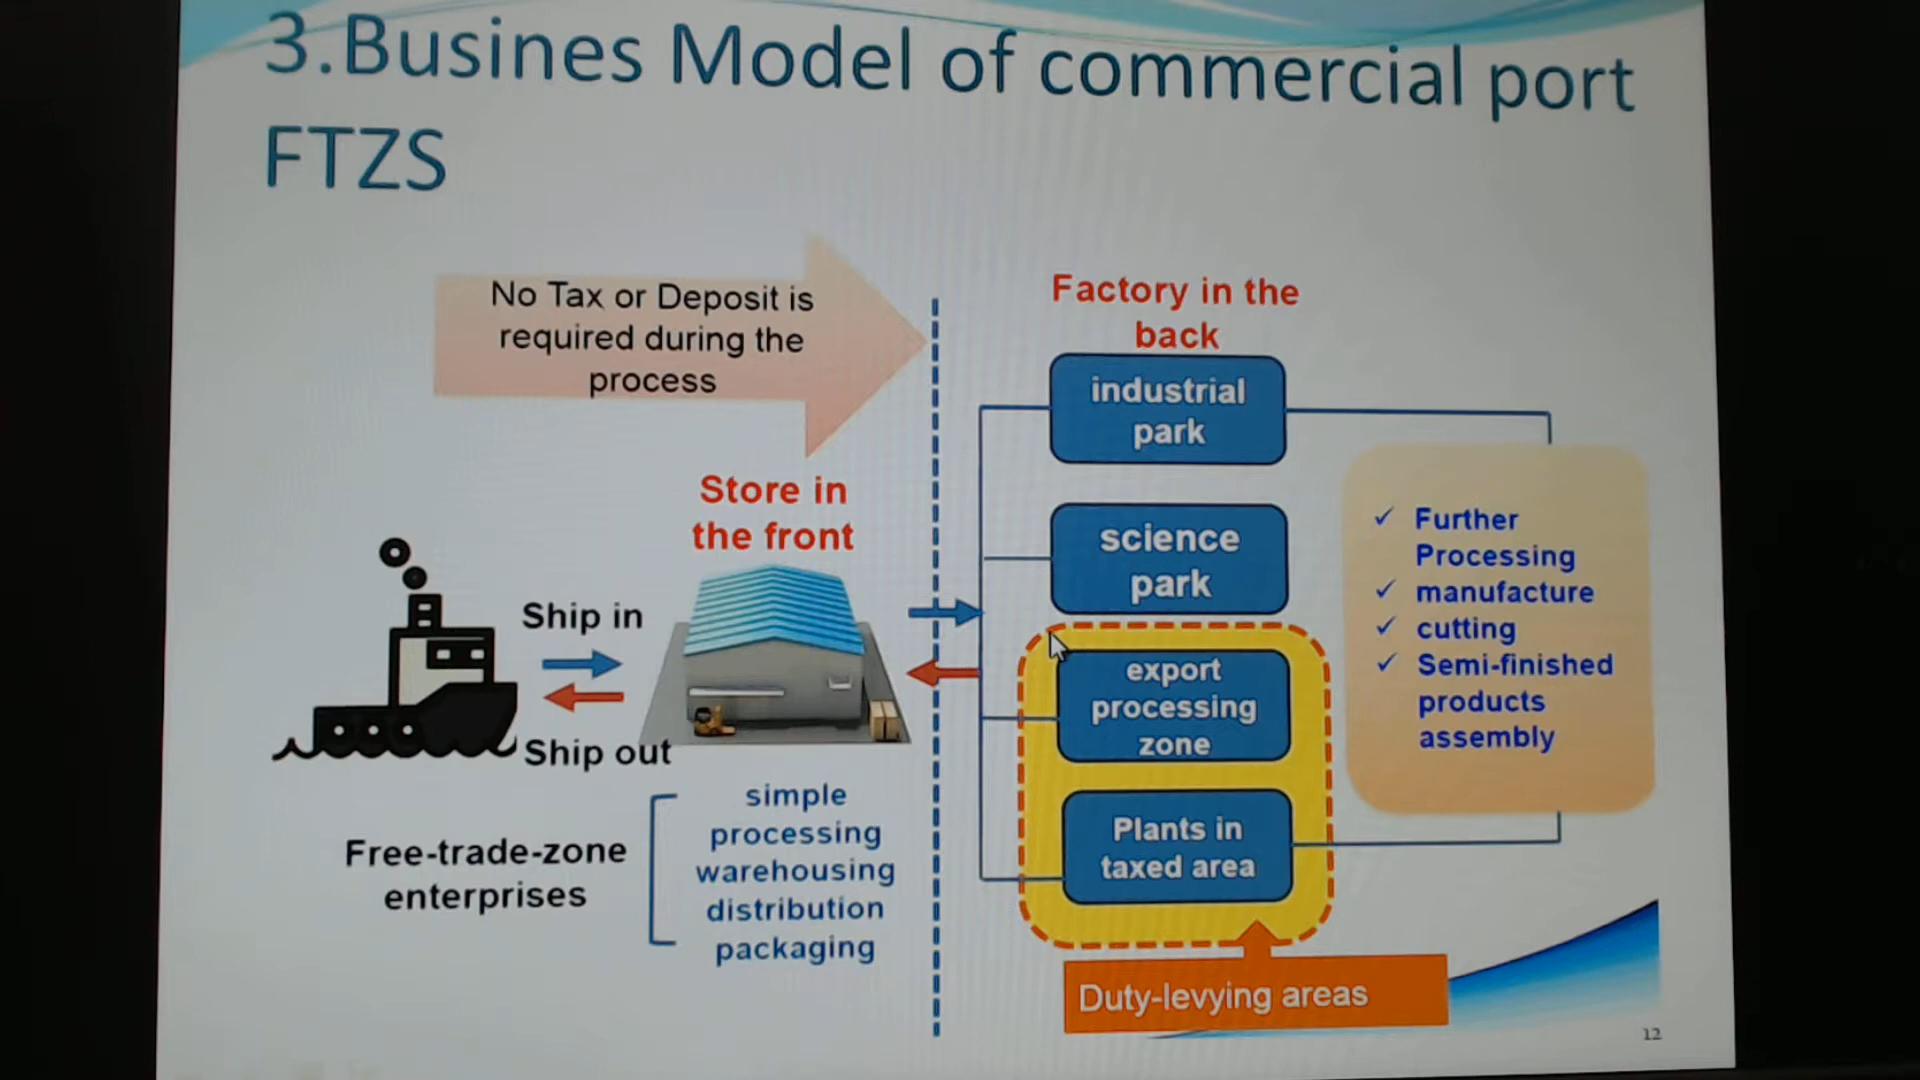 3.Busines Model of commercial port
FTZS
No Tax or Deposit is
required during the
process
Factory in the
back
industrial
park
Store in
the front
science
park
Further
Processing
manufacture
cutting
Semi-finished
products
assembly
Ship in
Ship out
export
processing
zone
Free-trade-zone
enterprises
simple
processing
warehousing
distribution
packaging
Plants in
taxed area
Duty-levying areas
12